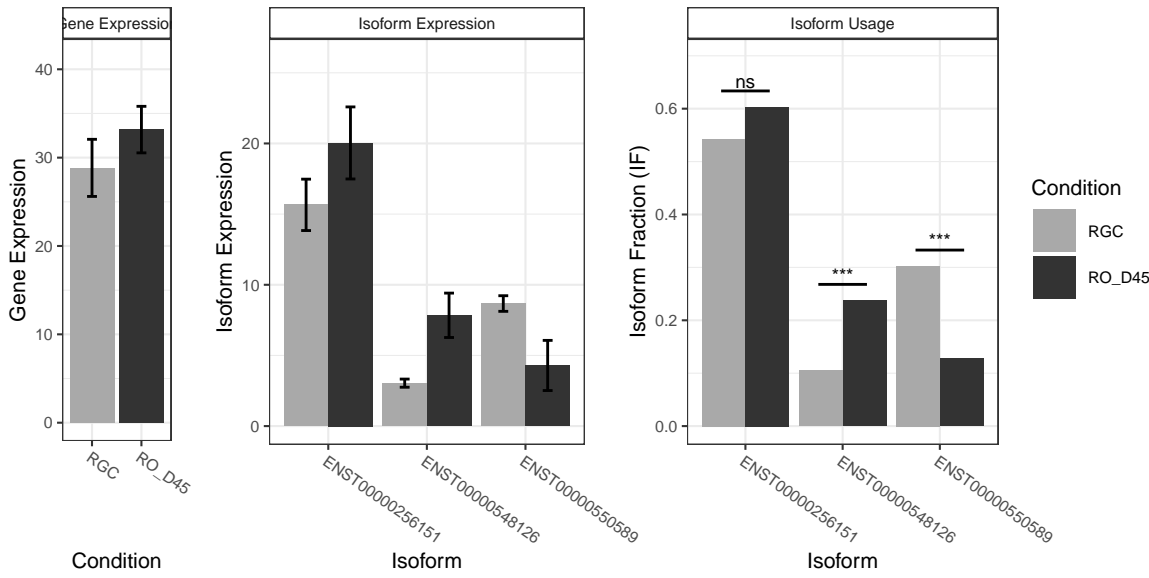 Gene Expression
Isoform Expression
Isoform Usage
Gene Expression
40
30
20
10
0
RGC
RO_D45
Condition
Isoform Expression
20
10
0
ENST00000256151
ENST00000548126
ENST00000550589
Isoform
Isoform Fraction (IF)
0.6
0.4
0.2
0.0
ns
***
***
ENST00000256151
ENST00000548126
ENST00000550589
Isoform
Condition
RGC
RO_D45